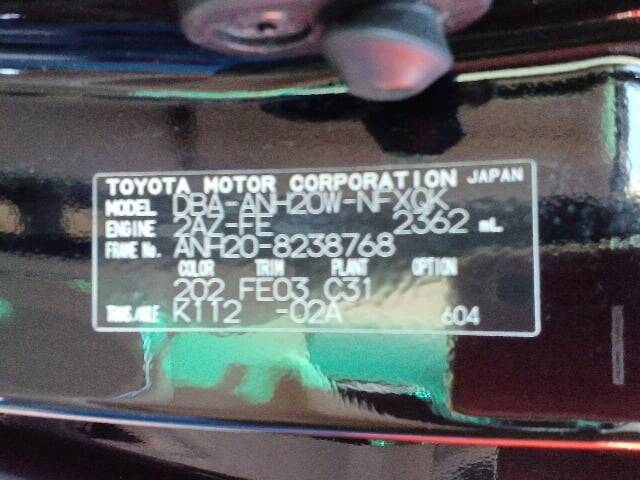 TOYOTA MOTOR CORPORATION JAPAN
MODEL DBA-ANH20W-NFXQK
ENGINE 2AZ-FE 2362 mL
FRAME No. ANH20-8238768
COLOR TRIM PLANT OPTION
202 FE03 C31
TRANS/AXLE K112 -02A 604